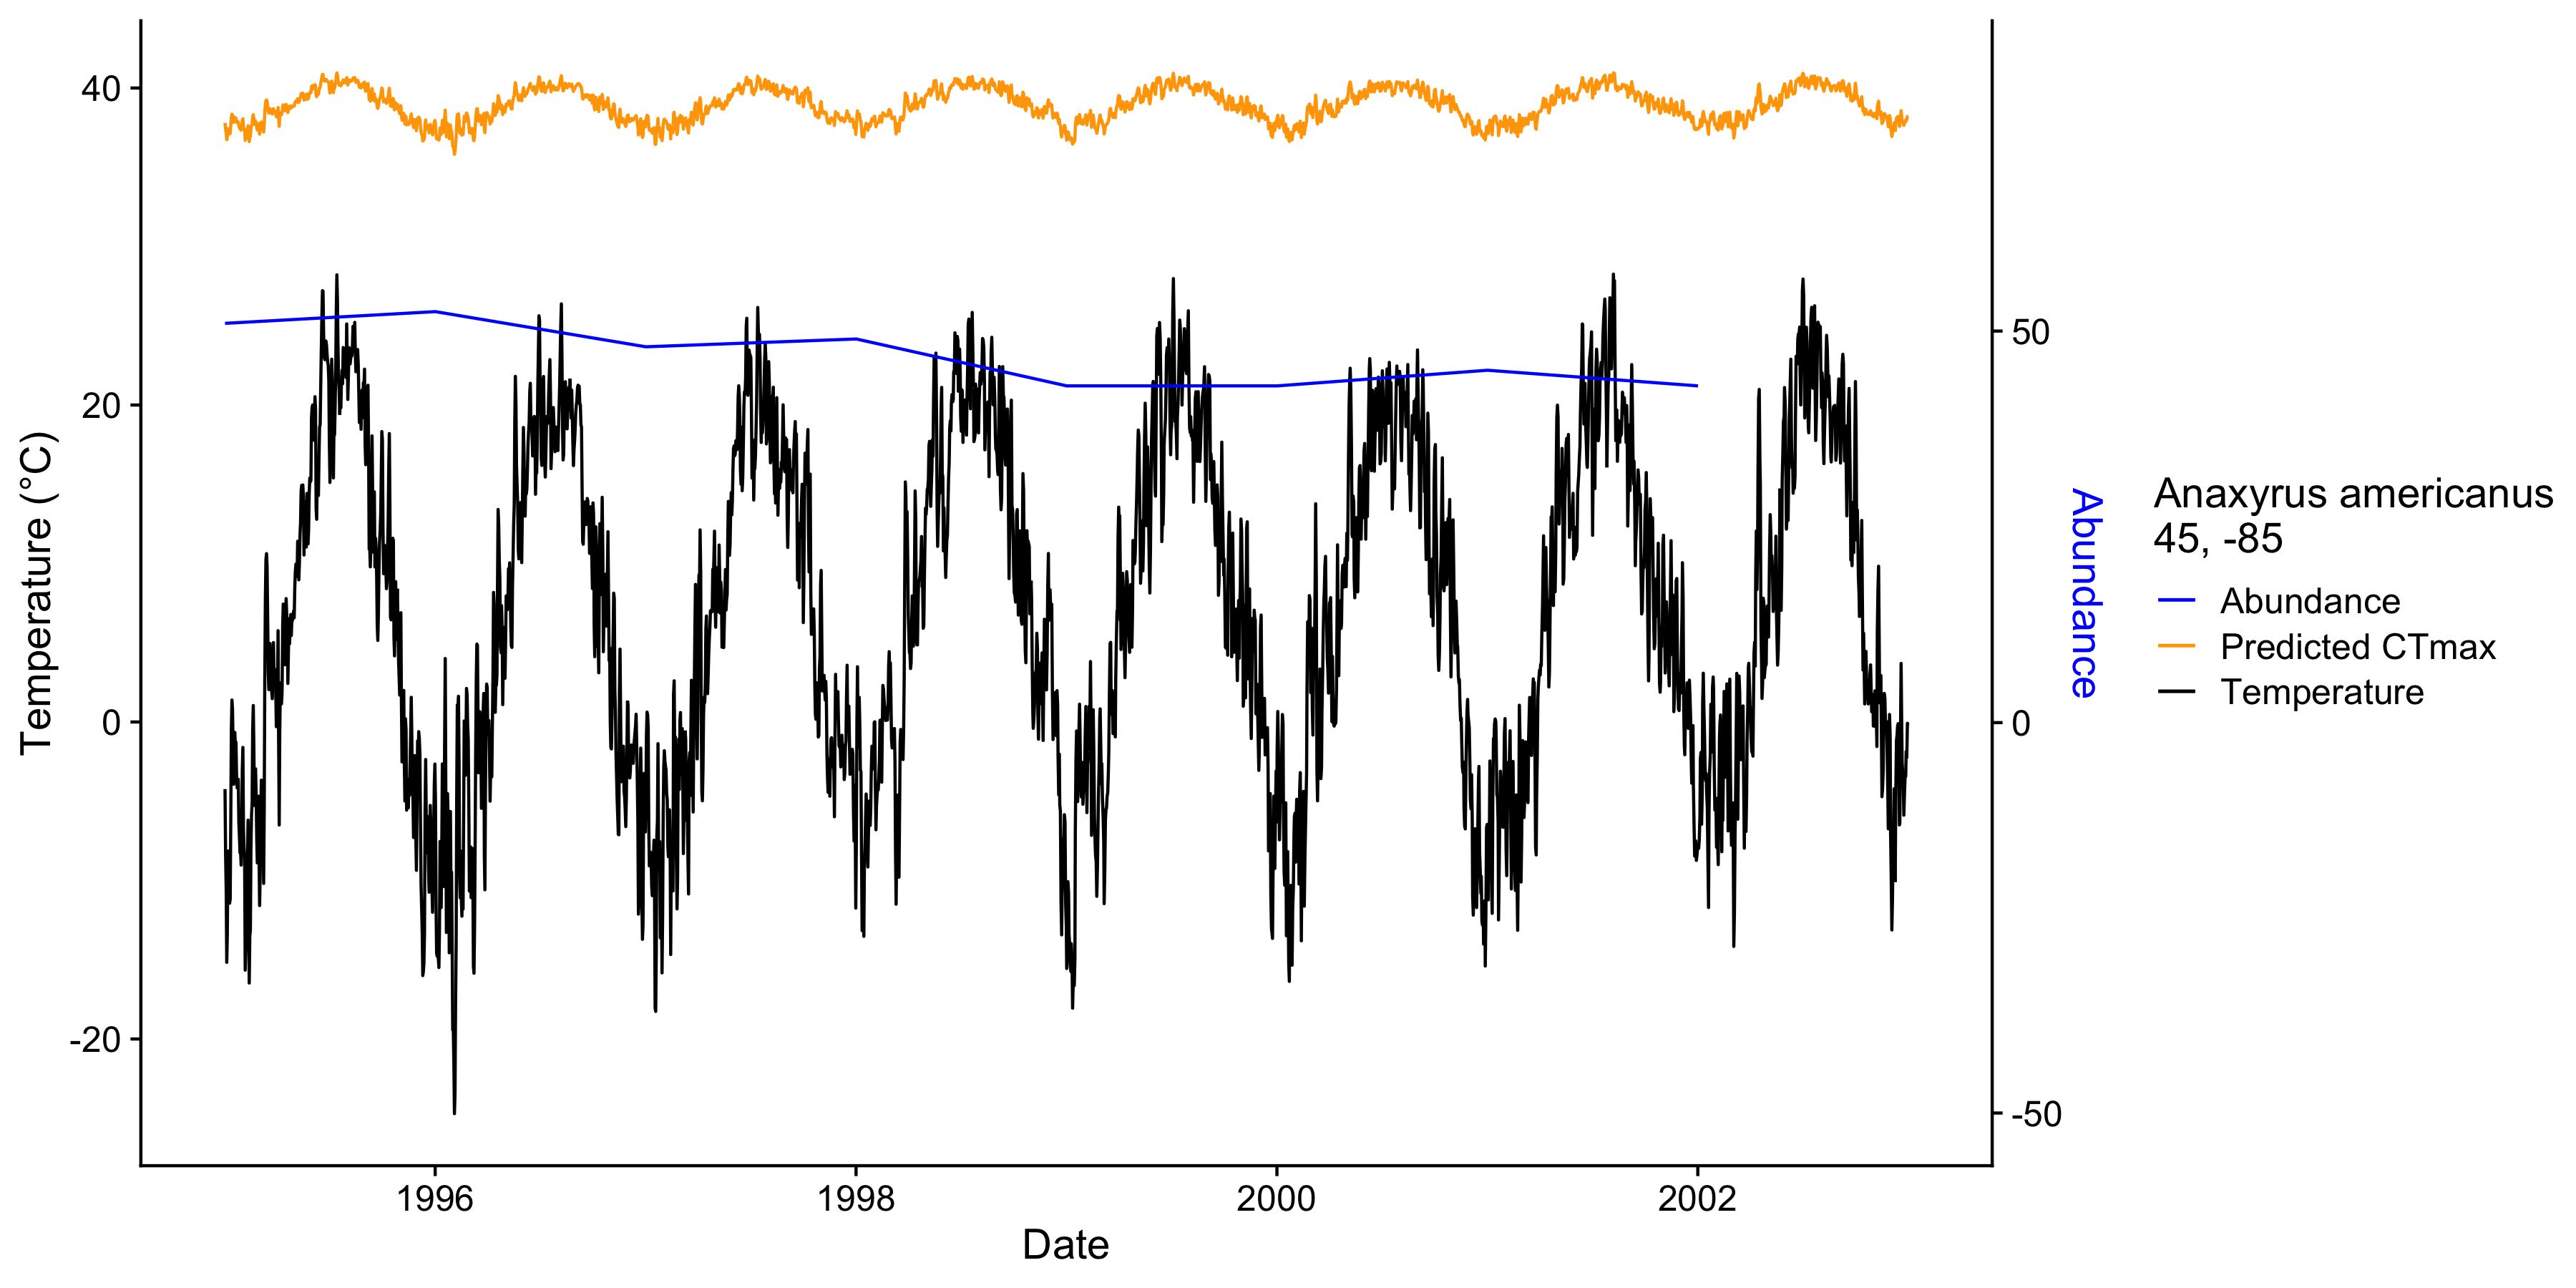 40
20
0
-20
Temperature (°C)
1996
1998
2000
2002
Date
50
0
-50
Abundance
Anaxyrus americanus
45, -85
Abundance
Predicted CTmax
Temperature